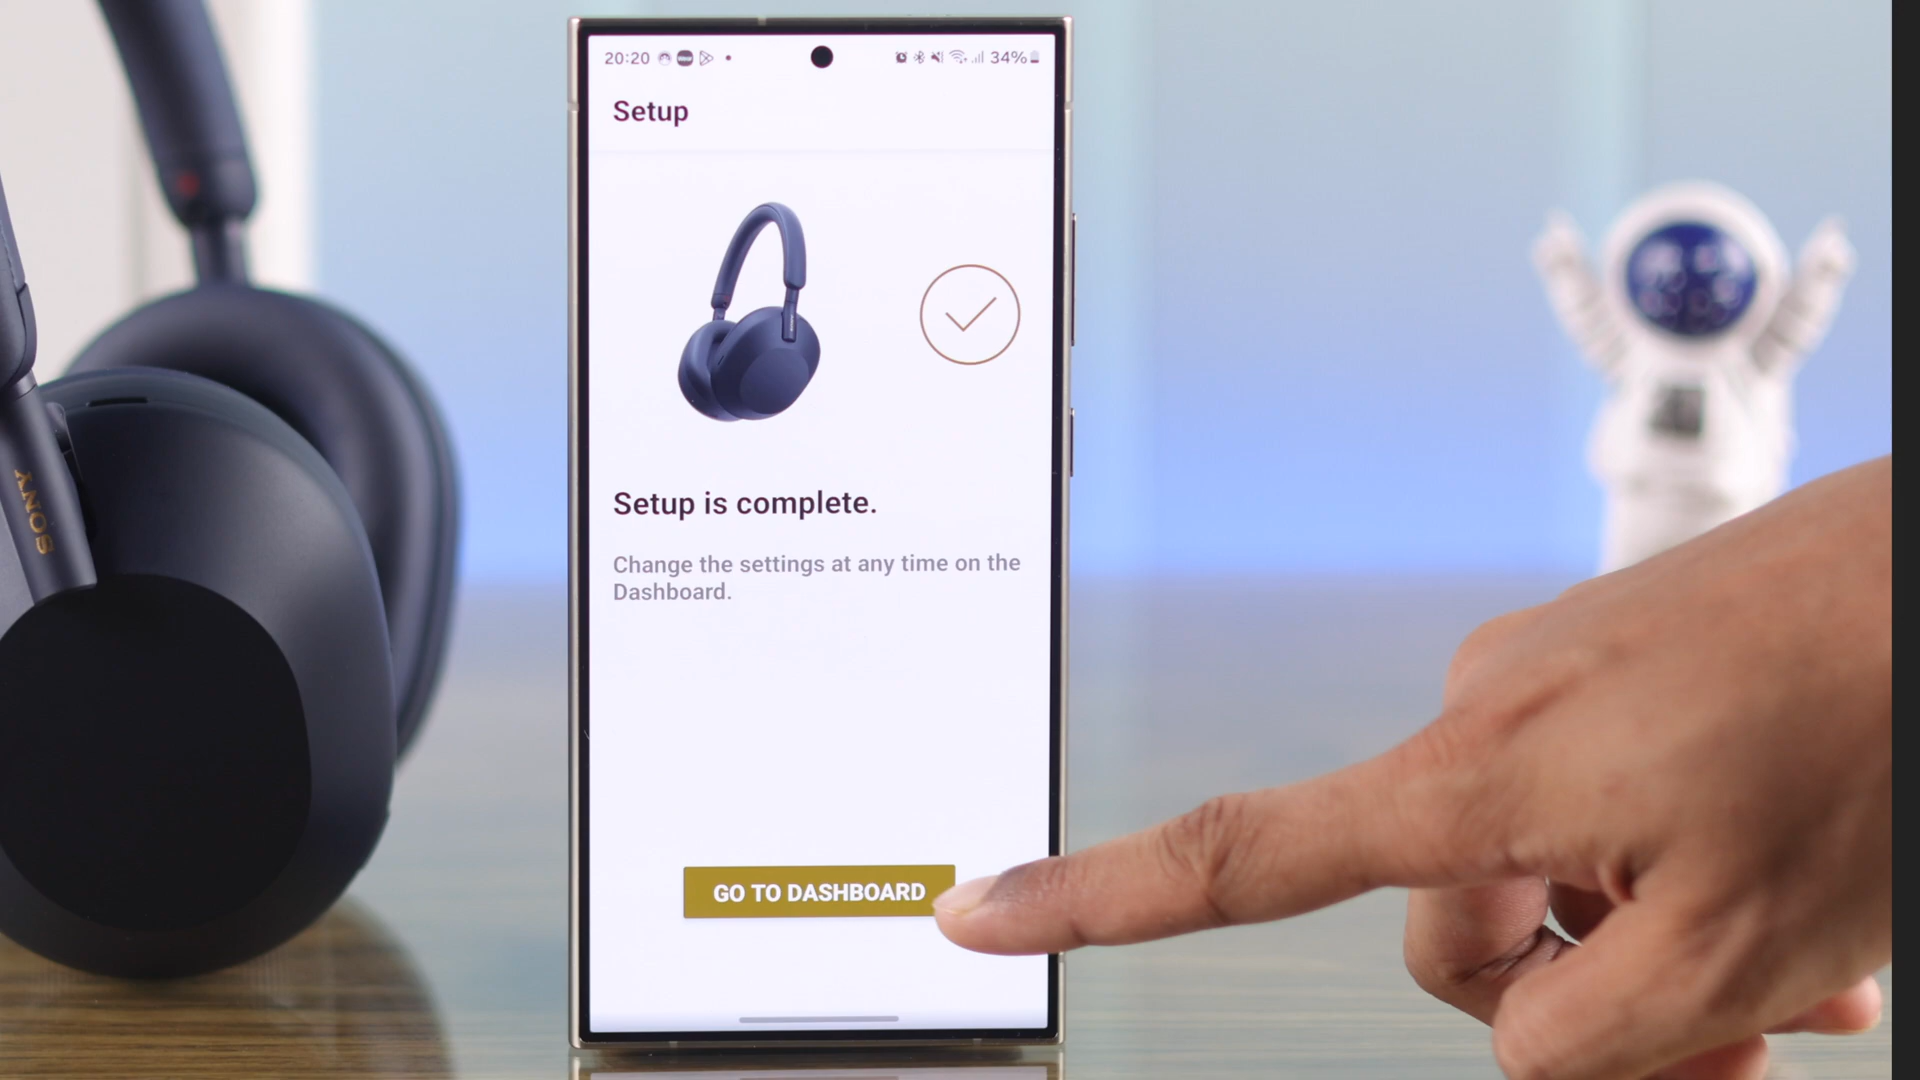 20:20
34%
Setup
SONY
Setup is complete.
Change the settings at any time on the
Dashboard.
GO TO DASHBOARD